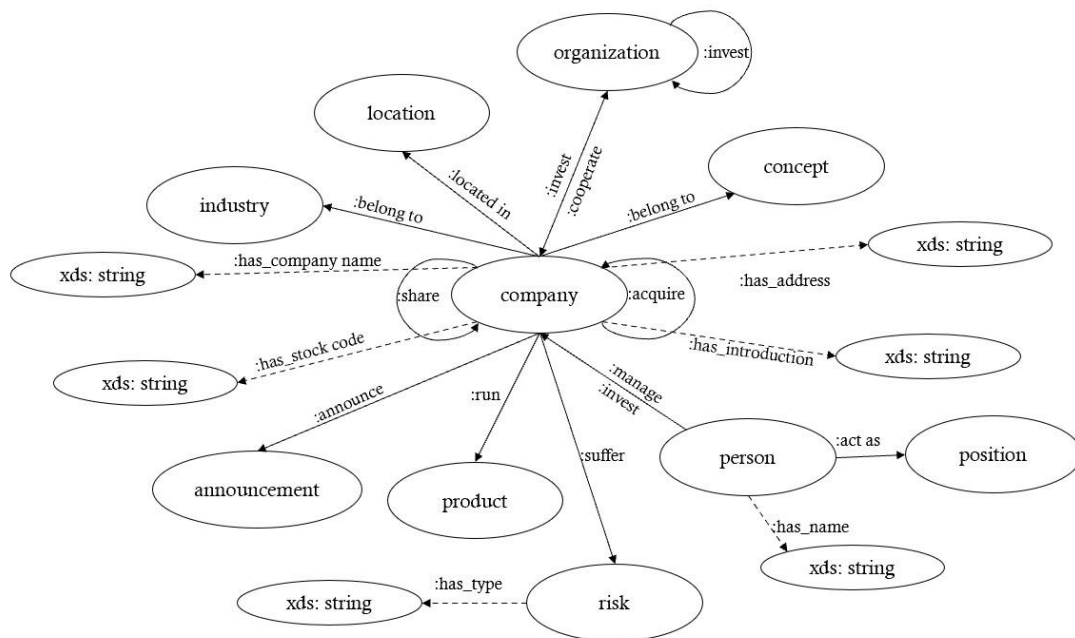 organization
:invest
location
:invest
:cooperate
concept
:located in
industry
:belong to
:belong to
xds: string
:has_company name
xds: string
:has_address
:share
company
:acquire
:has_stock code
:has_introduction
xds: string
xds: string
:announce
:run
:manage
:invest
:suffer
person
:act as
position
announcement
product
:has_name
xds: string
:has_type
xds: string
risk